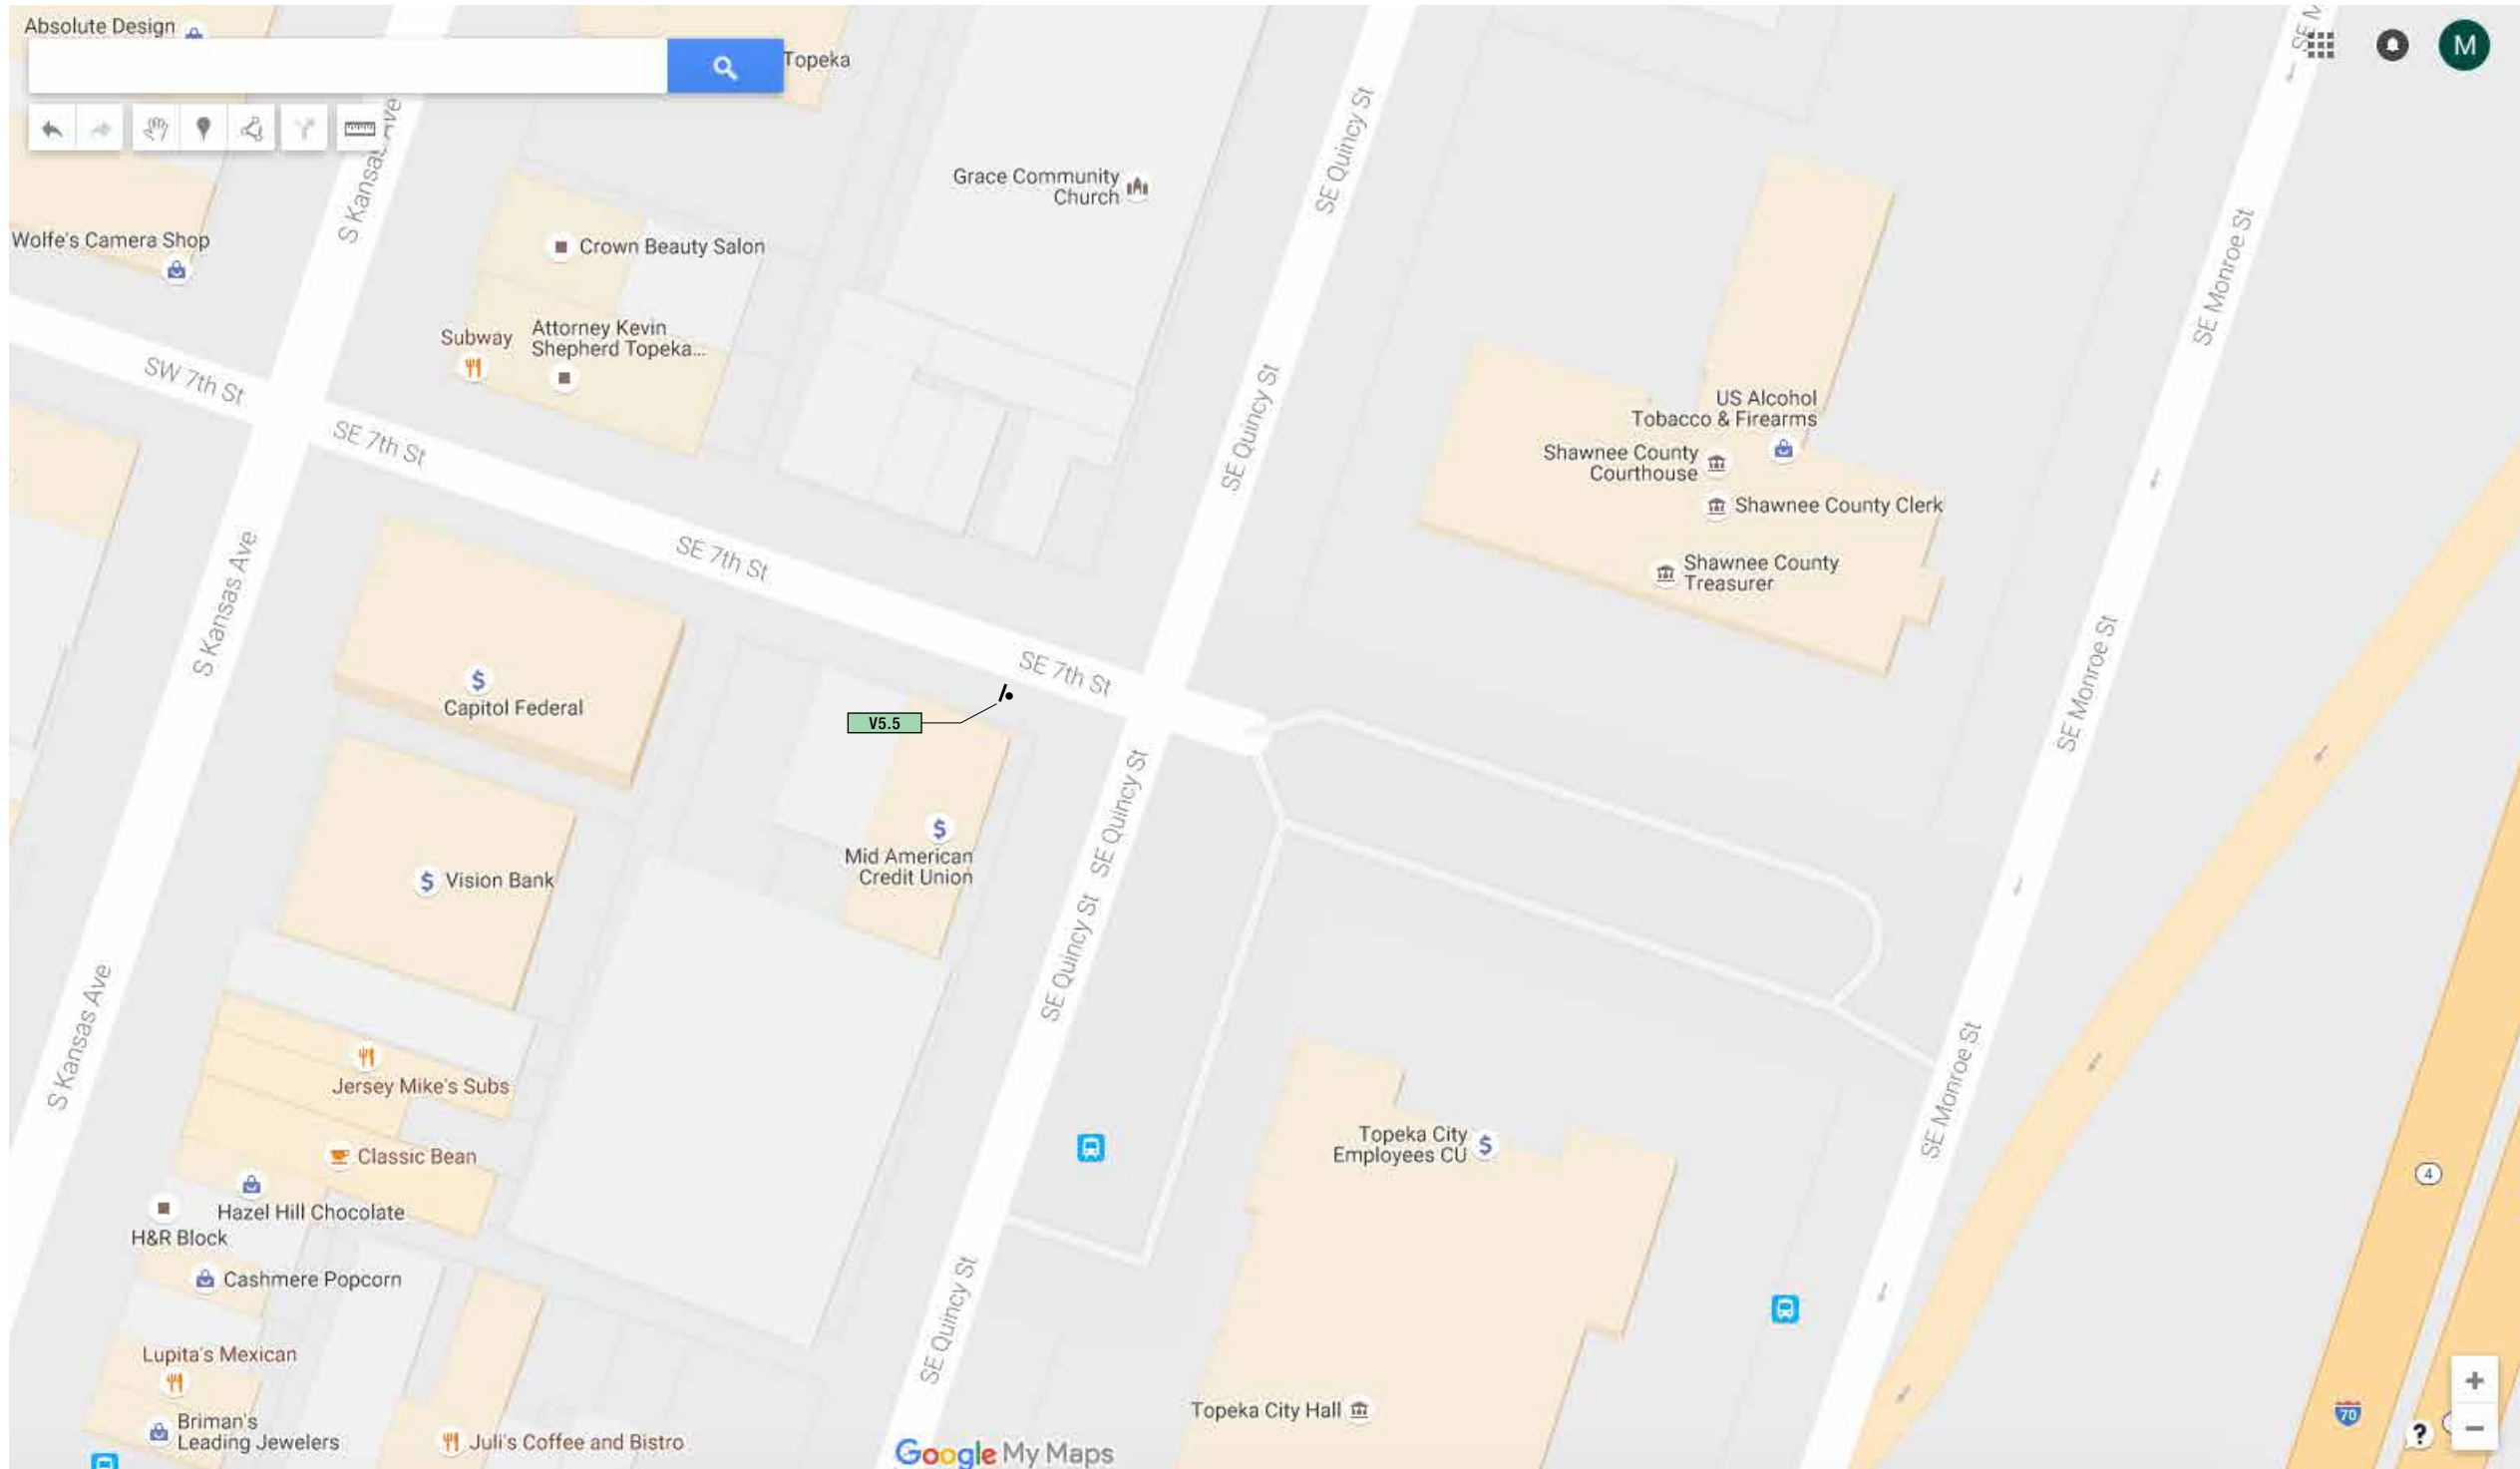 Absolute Design
Topeka
M
SE M
S Kansas Ave
SE Quincy St
Grace Community
Church
Wolfe's Camera Shop
Crown Beauty Salon
SE Monroe St
Subway
Attorney Kevin
Shepherd Topeka...
SW 7th St
SE 7th St
SE Quincy St
US Alcohol
Tobacco & Firearms
Shawnee County
Courthouse
Shawnee County Clerk
Shawnee County
Treasurer
SE 7th St
S Kansas Ave
SE 7th St
SE Monroe St
Capitol Federal
V5.5
SE Quincy St
Mid American
Credit Union
Vision Bank
SE Quincy St
S Kansas Ave
Jersey Mike's Subs
SE Monroe St
Topeka City
Employees CU
Classic Bean
4
Hazel Hill Chocolate
H&R Block
Cashmere Popcorn
SE Quincy St
Lupita's Mexican
Topeka City Hall
70
Briman's
Leading Jewelers
Juli's Coffee and Bistro
Google My Maps
+
?
−